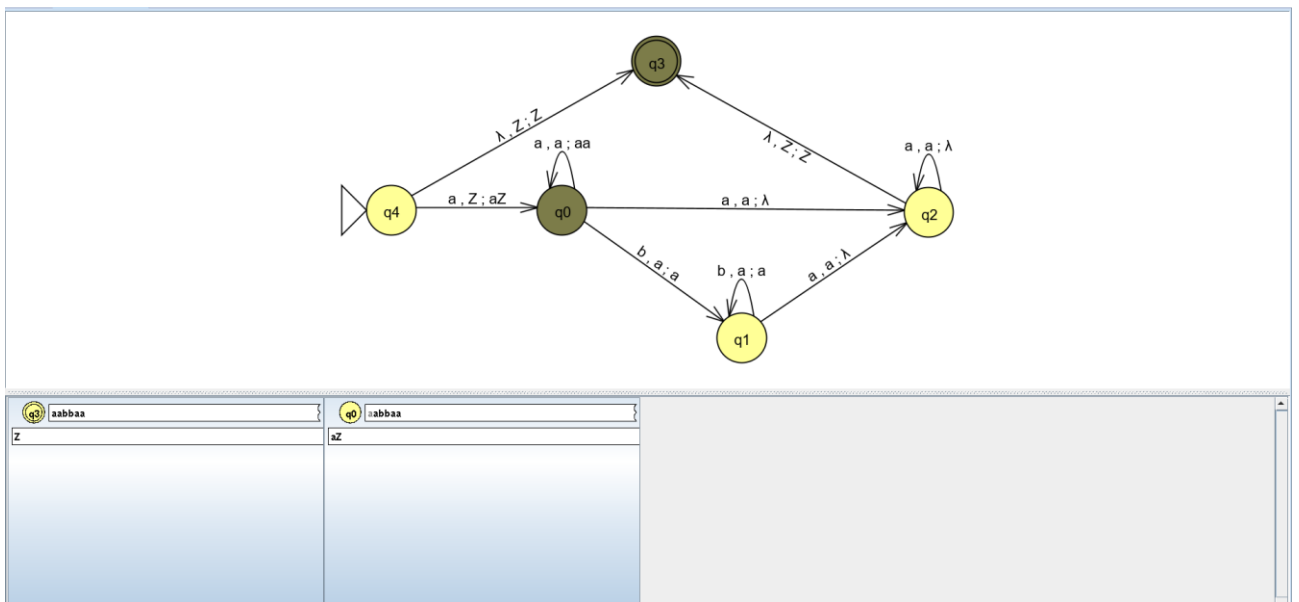 q3
λ , Z ; Z
λ , Z ; Z
a , a ; aa
a , a ; λ
q4
a , Z ; aZ
q0
a , a ; λ
q2
b , a ; a
b , a ; a
a , a ; λ
q1
q3 aabbaa
Z
q0 aabbaa
aZ